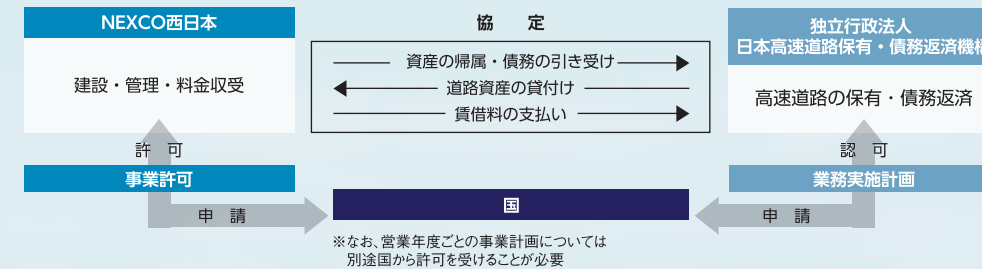 NEXCO西日本
建設・管理・料金収受
許 可
事業許可
申 請
協 定
資産の帰属・債務の引き受け
道路資産の貸付け
賃借料の支払い
国
※なお、営業年度ごとの事業計画については
別途国から許可を受けることが必要
独立行政法人
日本高速道路保有・債務返済機構
高速道路の保有・債務返済
認 可
業務実施計画
申 請